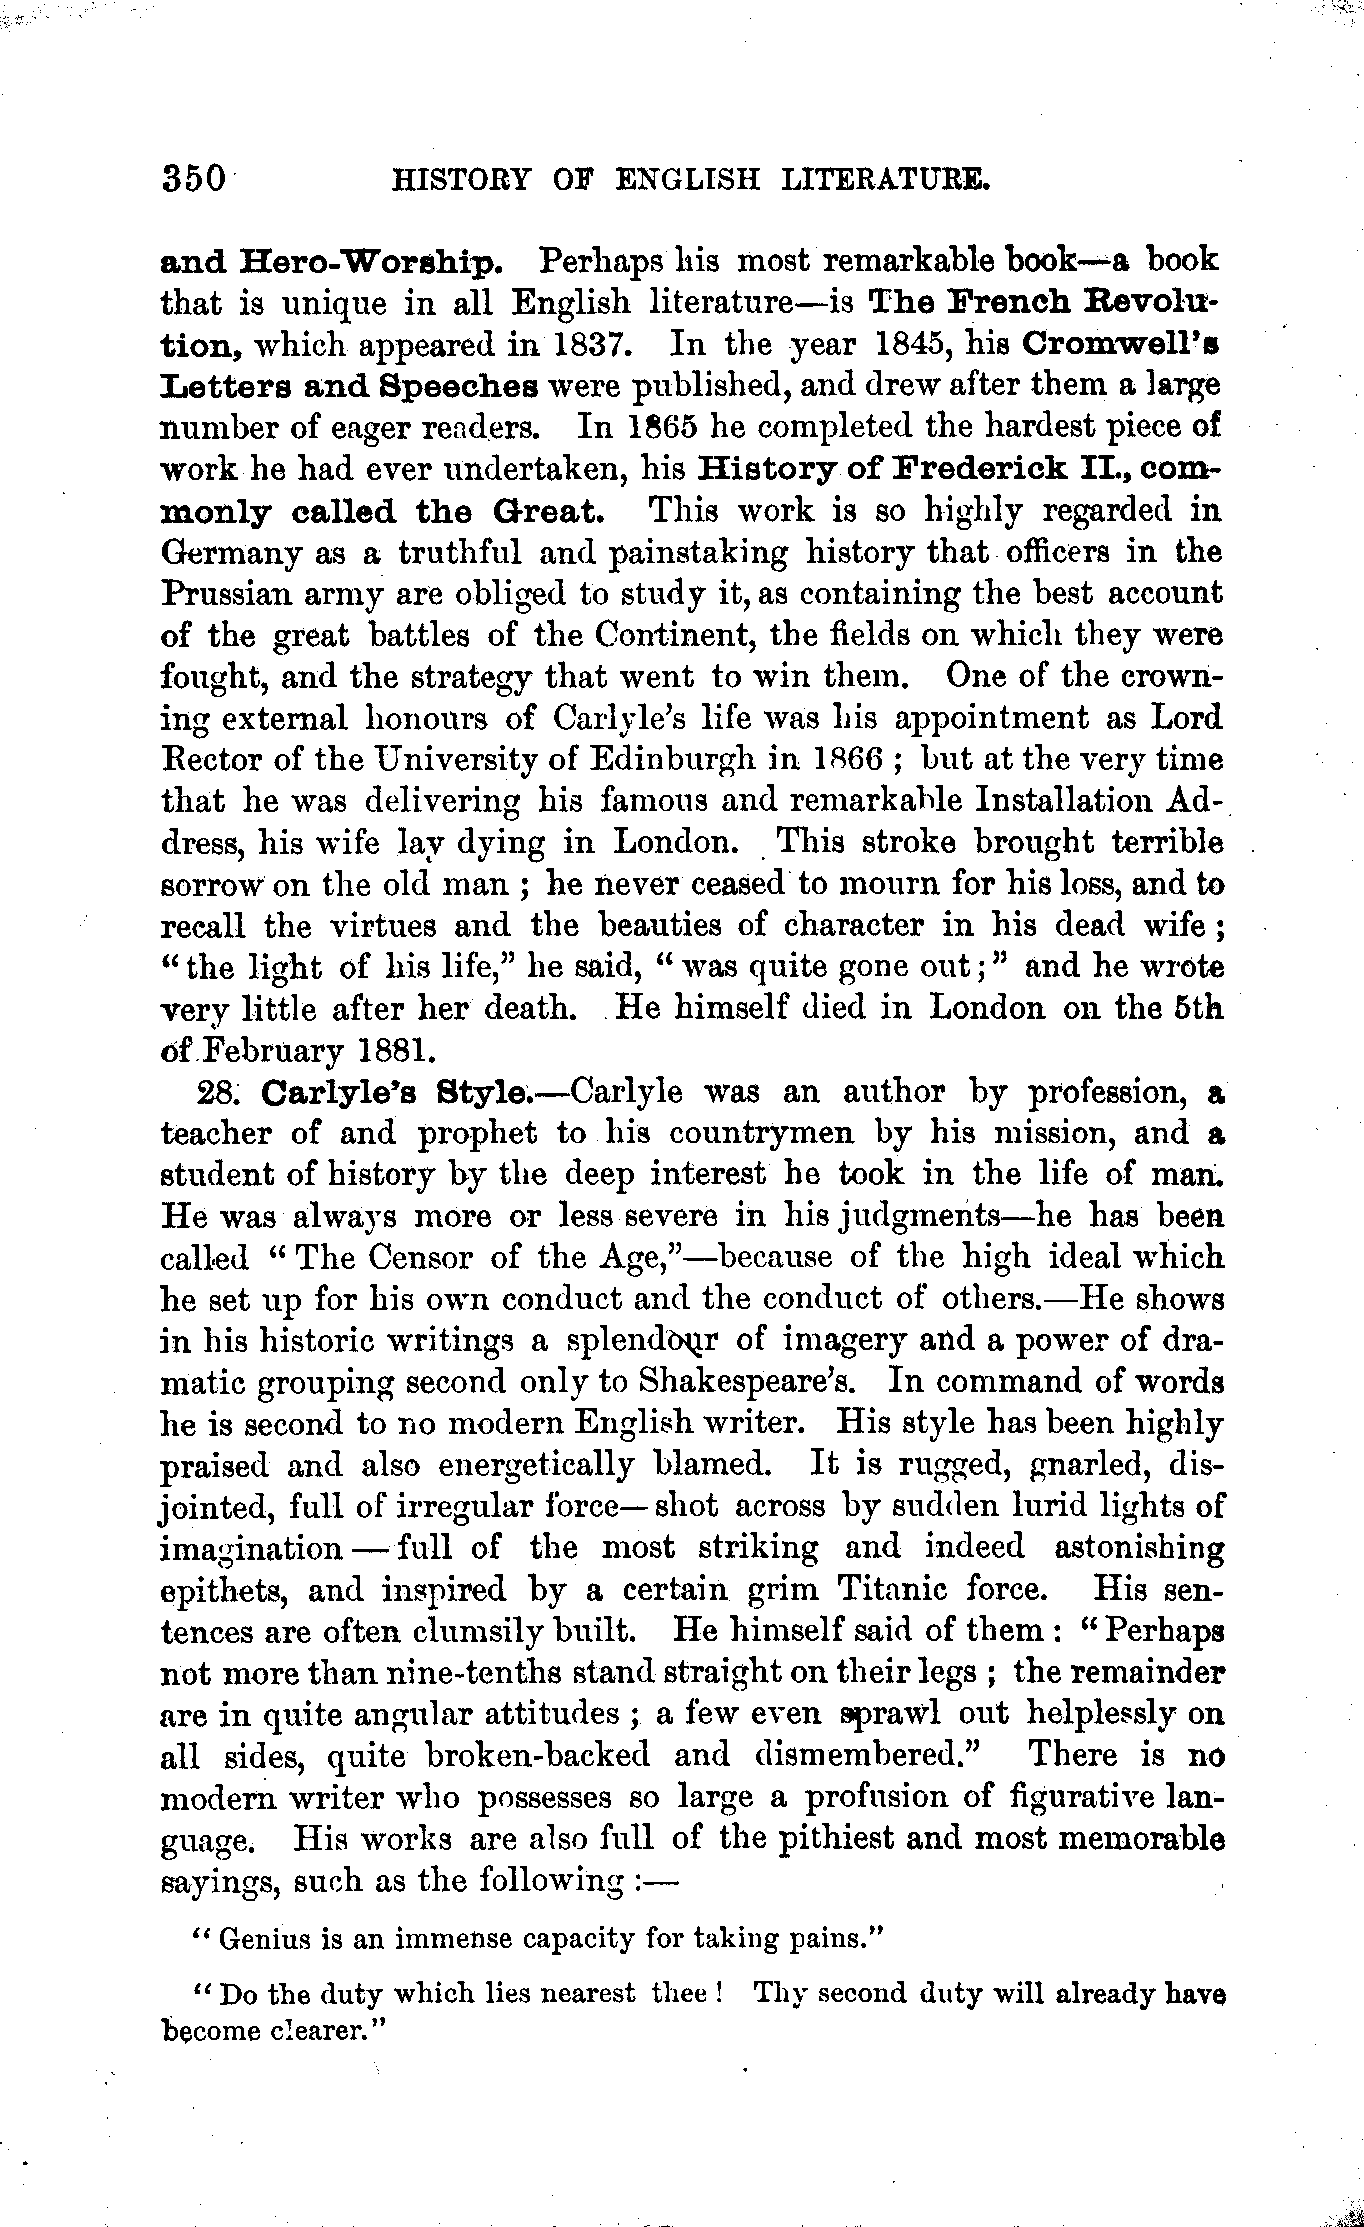 350 HISTORY OF ENGLISH LITERATURE.
and Hero-Worship. Perhaps his most remarkable book—a book
that is unique in all English literature—is The French Revolu-
tion, which appeared in 1837. In the year 1845, his Cromwell's
Letters and Speeches were published, and drew after them a large
number of eager readers. In 1865 he completed the hardest piece of
work he had ever undertaken, his History of Frederick II., com-
monly called the Great. This work is so highly regarded in
Germany as a truthful and painstaking history that officers in the
Prussian army are obliged to study it, as containing the best account
of the great battles of the Continent, the fields on which they were
fought, and the strategy that went to win them. One of the crown-
ing external honours of Carlyle's life was his appointment as Lord
Rector of the University of Edinburgh in 1866 ; but at the very time
that he was delivering his famous and remarkable Installation Ad-
dress, his wife lay dying in London. This stroke brought terrible
sorrow on the old man ; he never ceased to mourn for his loss, and to
recall the virtues and the beauties of character in his dead wife ;
“the light of his life,” he said, “was quite gone out;” and he wrote
very little after her death. He himself died in London on the 5th
of February 1881.
28. Carlyle's Style.—Carlyle was an author by profession, a
teacher of and prophet to his countrymen by his mission, and a
student of history by the deep interest he took in the life of man.
He was always more or less severe in his judgments—he has been
called “The Censor of the Age,”—because of the high ideal which
he set up for his own conduct and the conduct of others.—He shows
in his historic writings a splendour of imagery and a power of dra-
matic grouping second only to Shakespeare's. In command of words
he is second to no modern English writer. His style has been highly
praised and also energetically blamed. It is rugged, gnarled, dis-
jointed, full of irregular force—shot across by sudden lurid lights of
imagination—full of the most striking and indeed astonishing
epithets, and inspired by a certain grim Titanic force. His sen-
tences are often clumsily built. He himself said of them : “Perhaps
not more than nine-tenths stand straight on their legs ; the remainder
are in quite angular attitudes ; a few even sprawl out helplessly on
all sides, quite broken-backed and dismembered.” There is no
modern writer who possesses so large a profusion of figurative lan-
guage. His works are also full of the pithiest and most memorable
sayings, such as the following :—
“Genius is an immense capacity for taking pains.”
“Do the duty which lies nearest thee ! Thy second duty will already have
become clearer.”